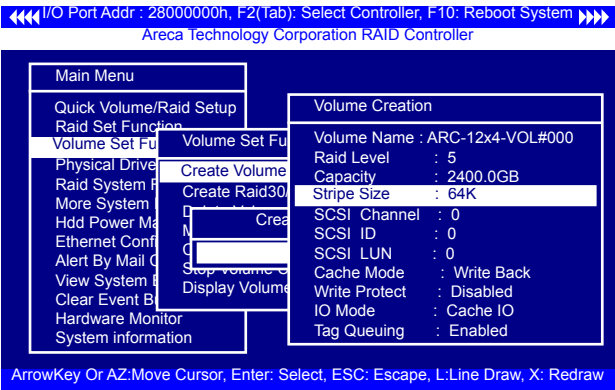 I/O Port Addr : 28000000h, F2(Tab): Select Controller, F10: Reboot System
Areca Technology Corporation RAID Controller
Main Menu
Quick Volume/Raid Setup
Raid Set Function
Volume Set Fu
Physical Drive
Raid System F
More System
Hdd Power Ma
Ethernet Confi
Alert By Mail C
View System E
Clear Event B
Hardware Monitor
System information
Volume Set Fu
Create Volume
Create Raid30/
Stop Volume C
Display Volume
Crea
Volume Creation
Volume Name : ARC-12x4-VOL#000
Raid Level : 5
Capacity : 2400.0GB
Stripe Size : 64K
SCSI Channel : 0
SCSI ID : 0
SCSI LUN : 0
Cache Mode : Write Back
Write Protect : Disabled
IO Mode : Cache IO
Tag Queuing : Enabled
ArrowKey Or AZ:Move Cursor, Enter: Select, ESC: Escape, L:Line Draw, X: Redraw